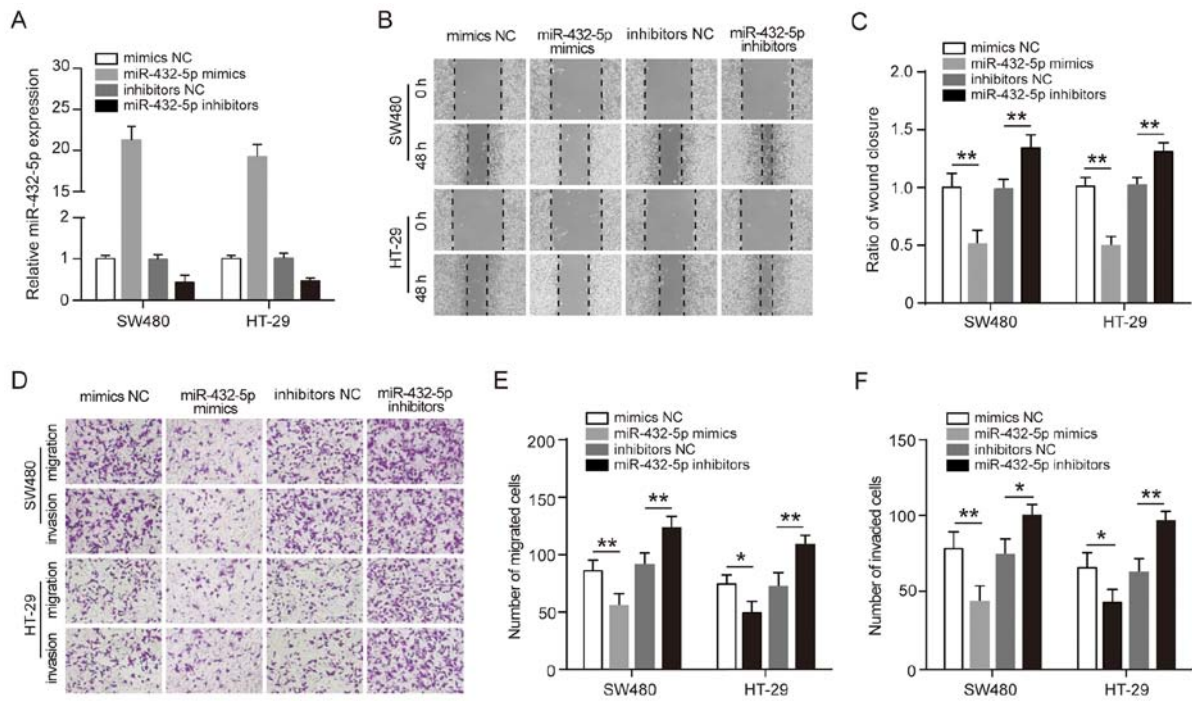 A
mimics NC
miR-432-5p mimics
inhibitors NC
miR-432-5p inhibitors
Relative miR-432-5p expression
30
25
20
15
2
1
0
SW480
HT-29
B
mimics NC
miR-432-5p
mimics
inhibitors NC
miR-432-5p
inhibitors
SW480
0 h
48 h
HT-29
0 h
48 h
C
mimics NC
miR-432-5p mimics
inhibitors NC
miR-432-5p inhibitors
Ratio of wound closure
2.0
1.5
1.0
0.5
0
**
**
**
**
SW480
HT-29
D
mimics NC
miR-432-5p
mimics
inhibitors NC
miR-432-5p
inhibitors
SW480
migration
invasion
HT-29
migration
invasion
E
mimics NC
miR-432-5p mimics
inhibitors NC
miR-432-5p inhibitors
Number of migrated cells
200
150
100
50
0
**
**
*
**
SW480
HT-29
F
mimics NC
miR-432-5p mimics
inhibitors NC
miR-432-5p inhibitors
Number of invaded cells
150
100
50
0
**
*
*
**
SW480
HT-29